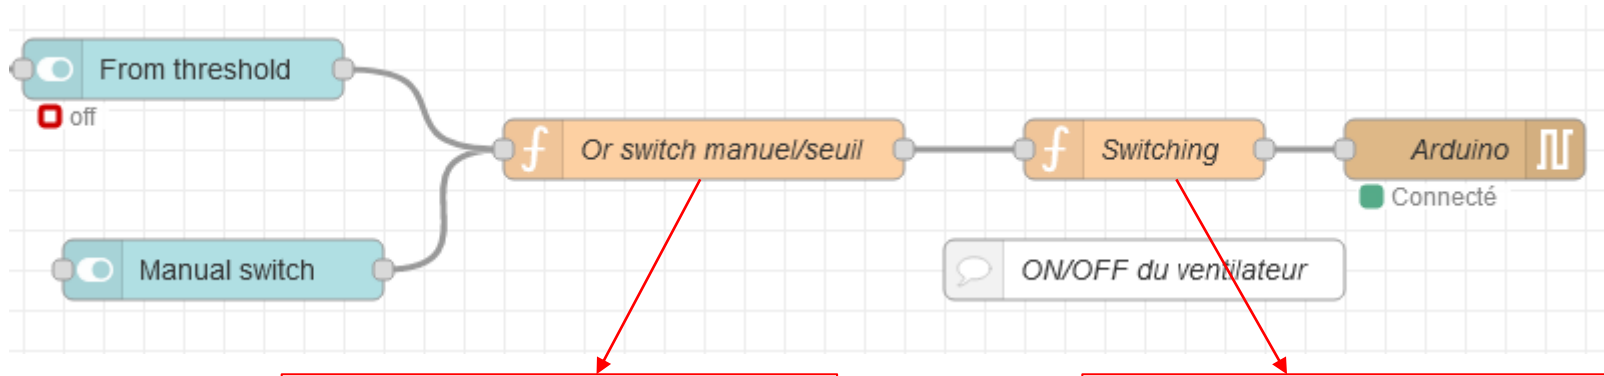 From threshold
off
Or switch manuel/seuil
Switching
Arduino
Connecté
Manual switch
ON/OFF du ventilateur